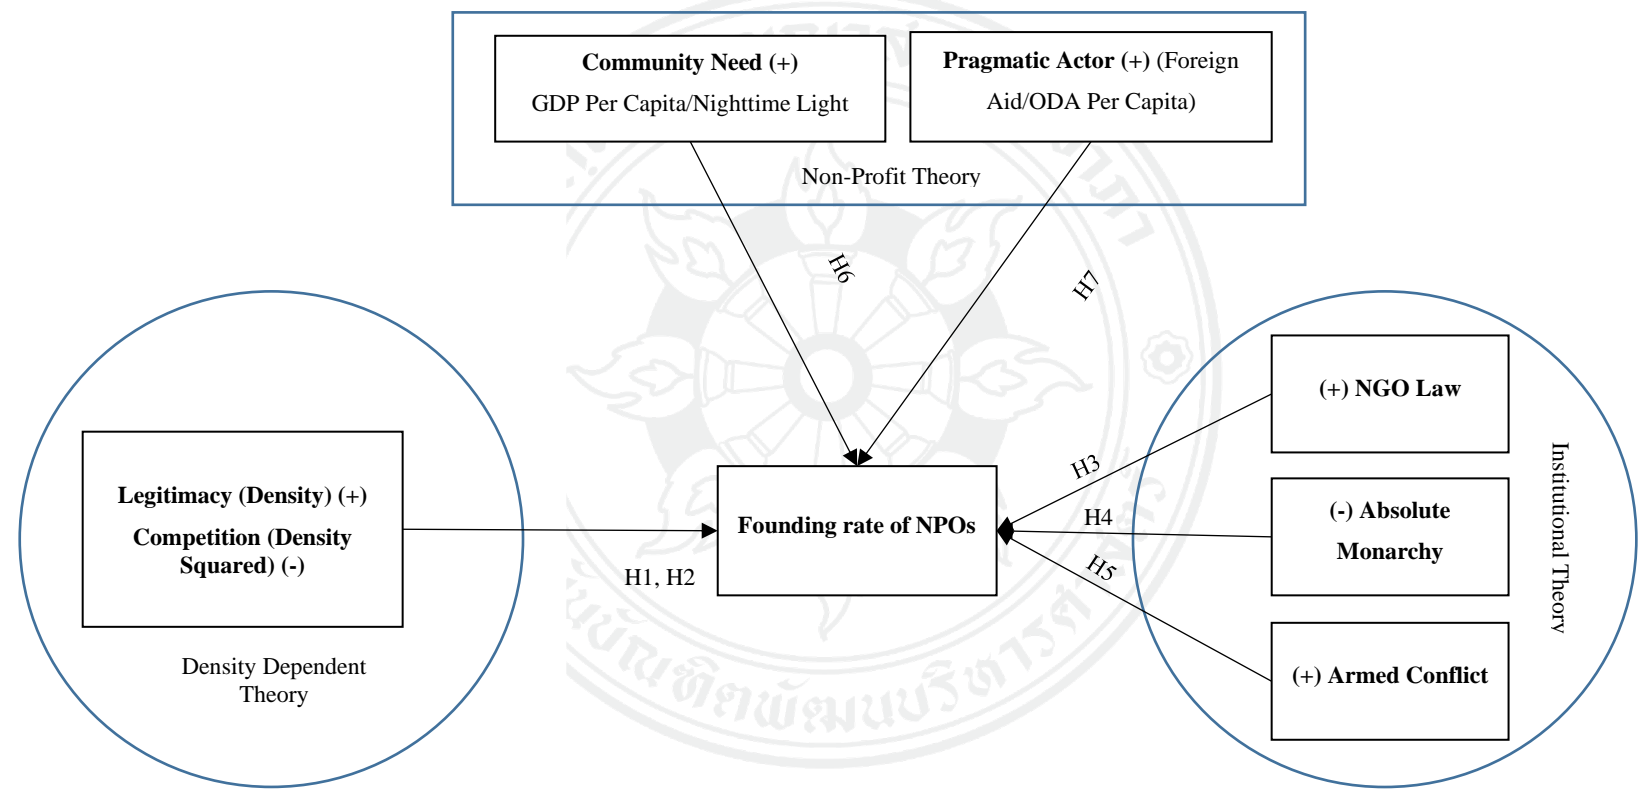 Community Need (+)
GDP Per Capita/Nighttime Light
Pragmatic Actor (+) (Foreign
Aid/ODA Per Capita)
Non-Profit Theory
H6
H7
Legitimacy (Density) (+)
Competition (Density
Squared) (-)
Density Dependent
Theory
H1, H2
Founding rate of NPOs
H3
H4
H5
(+) NGO Law
(-) Absolute
Monarchy
(+) Armed Conflict
Institutional Theory